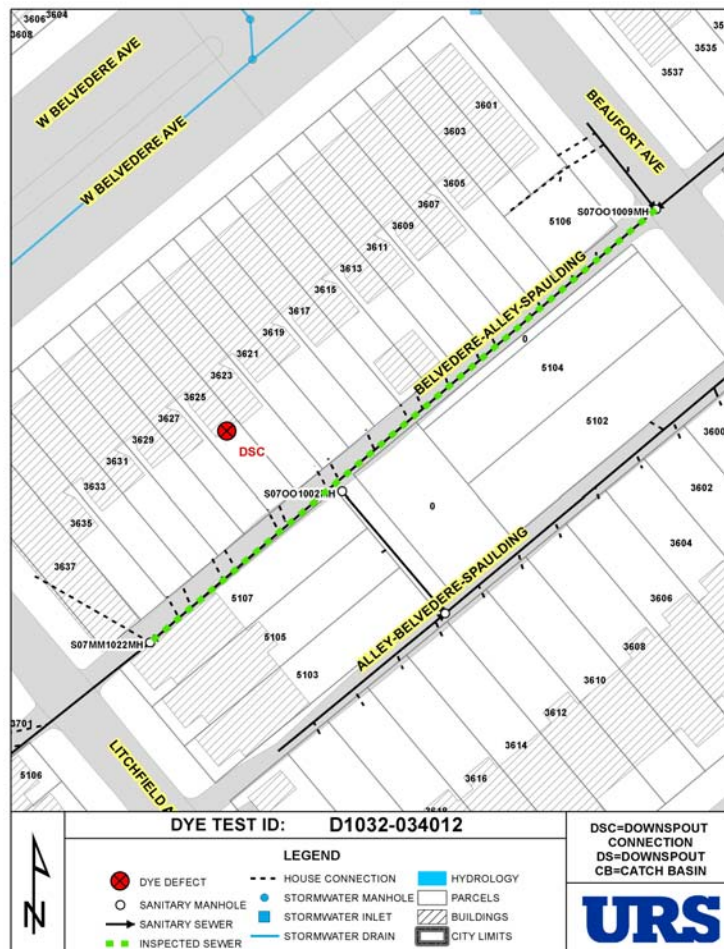 3606
3604
3608
W BELVEDERE AVE
W BELVEDERE AVE
BEAUFORT AVE
3535
3537
3601
3603
3605
3607
3609
3611
3613
3615
3617
3619
3621
3623
3625
3627
3629
3631
3633
3635
3637
S07OO1009MH
5106
BELVEDERE-ALLEY-SPAULDING
0
5104
5102
3600
3602
3604
3606
3608
3610
3612
3614
3616
3618
DSC
S07OO1002MH
0
ALLEY-BELVEDERE-SPAULDING
5107
5105
5103
S07MM1022MH
3701
5106
LITCHFIELD A
N
DYE TEST ID: D1032-034012
LEGEND
DYE DEFECT
SANITARY MANHOLE
SANITARY SEWER
INSPECTED SEWER
HOUSE CONNECTION
STORMWATER MANHOLE
STORMWATER INLET
STORMWATER DRAIN
HYDROLOGY
PARCELS
BUILDINGS
CITY LIMITS
DSC=DOWNSPOUT
CONNECTION
DS=DOWNSPOUT
CB=CATCH BASIN
URS